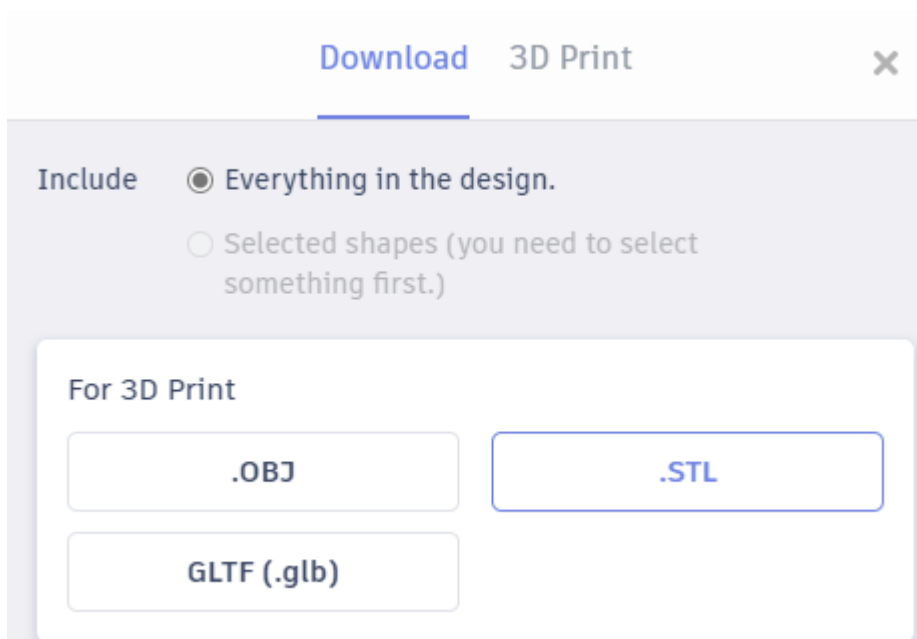 Download 3D Print
Include Everything in the design.
Selected shapes (you need to select
something first.)
For 3D Print
.OBJ .STL
GLTF (.glb)